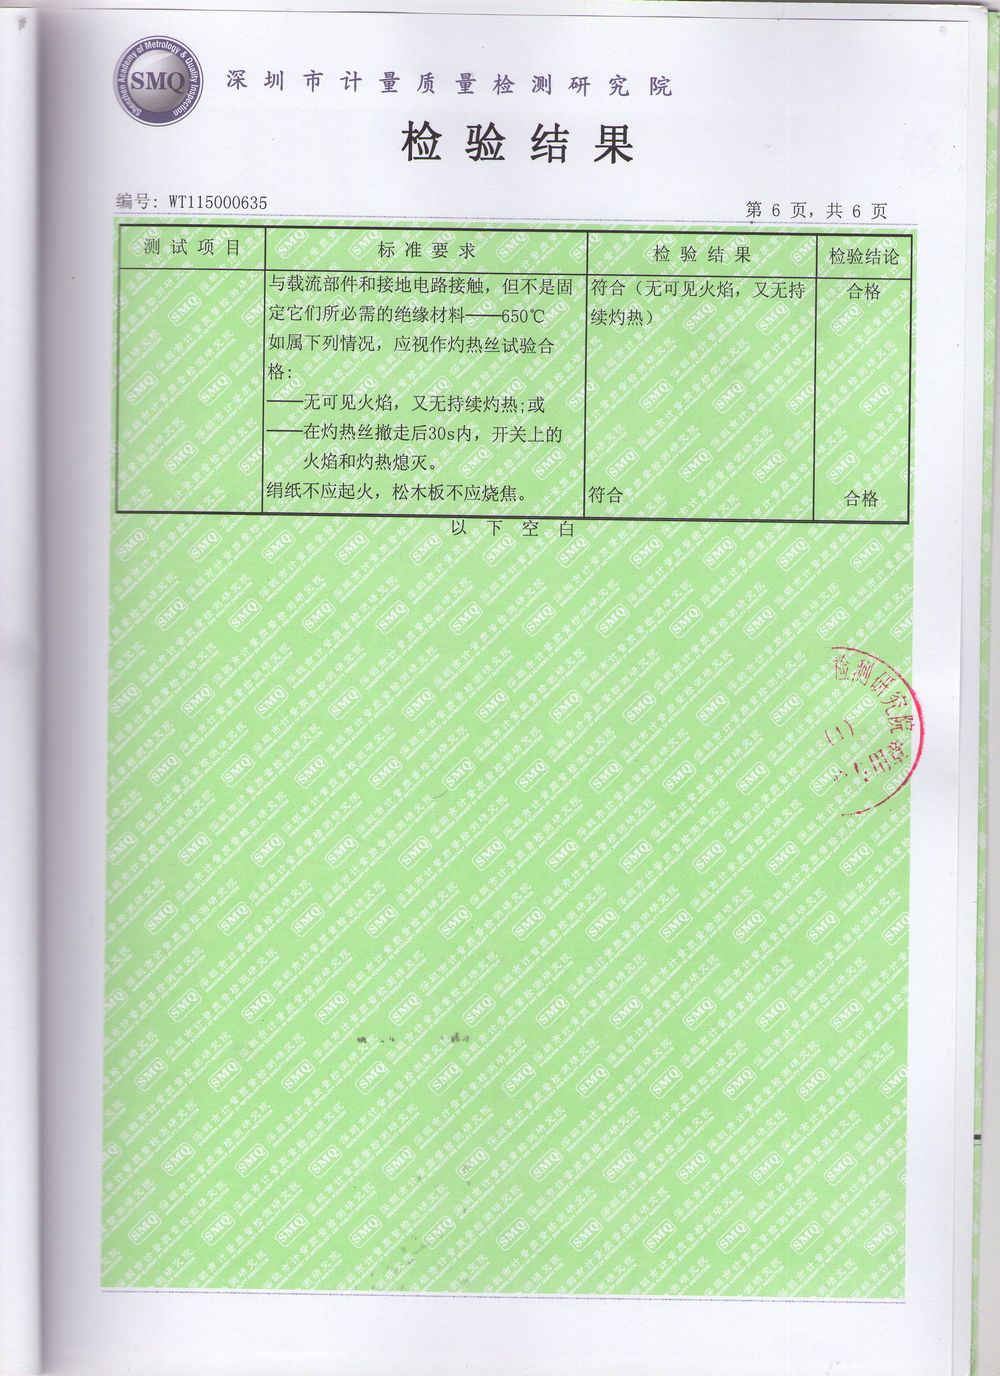 Shenzhen Academy of Metrology & Quality Inspection
SMQ
深圳市计量质量检测研究院
检验结果
编号: WT115000635
第 6 页, 共 6 页
测试项目 标准要求 检验结果 检验结论
与载流部件和接地电路接触, 但不是固 符合（无可见火焰, 又无持 合格
定它们所必需的绝缘材料——650℃ 续灼热）
如属下列情况, 应视作灼热丝试验合
格:
——无可见火焰, 又无持续灼热;或
——在灼热丝撤走后30s内, 开关上的
火焰和灼热熄灭。
绢纸不应起火, 松木板不应烧焦。 符合 合格
以下空白
检测研究院
(1)